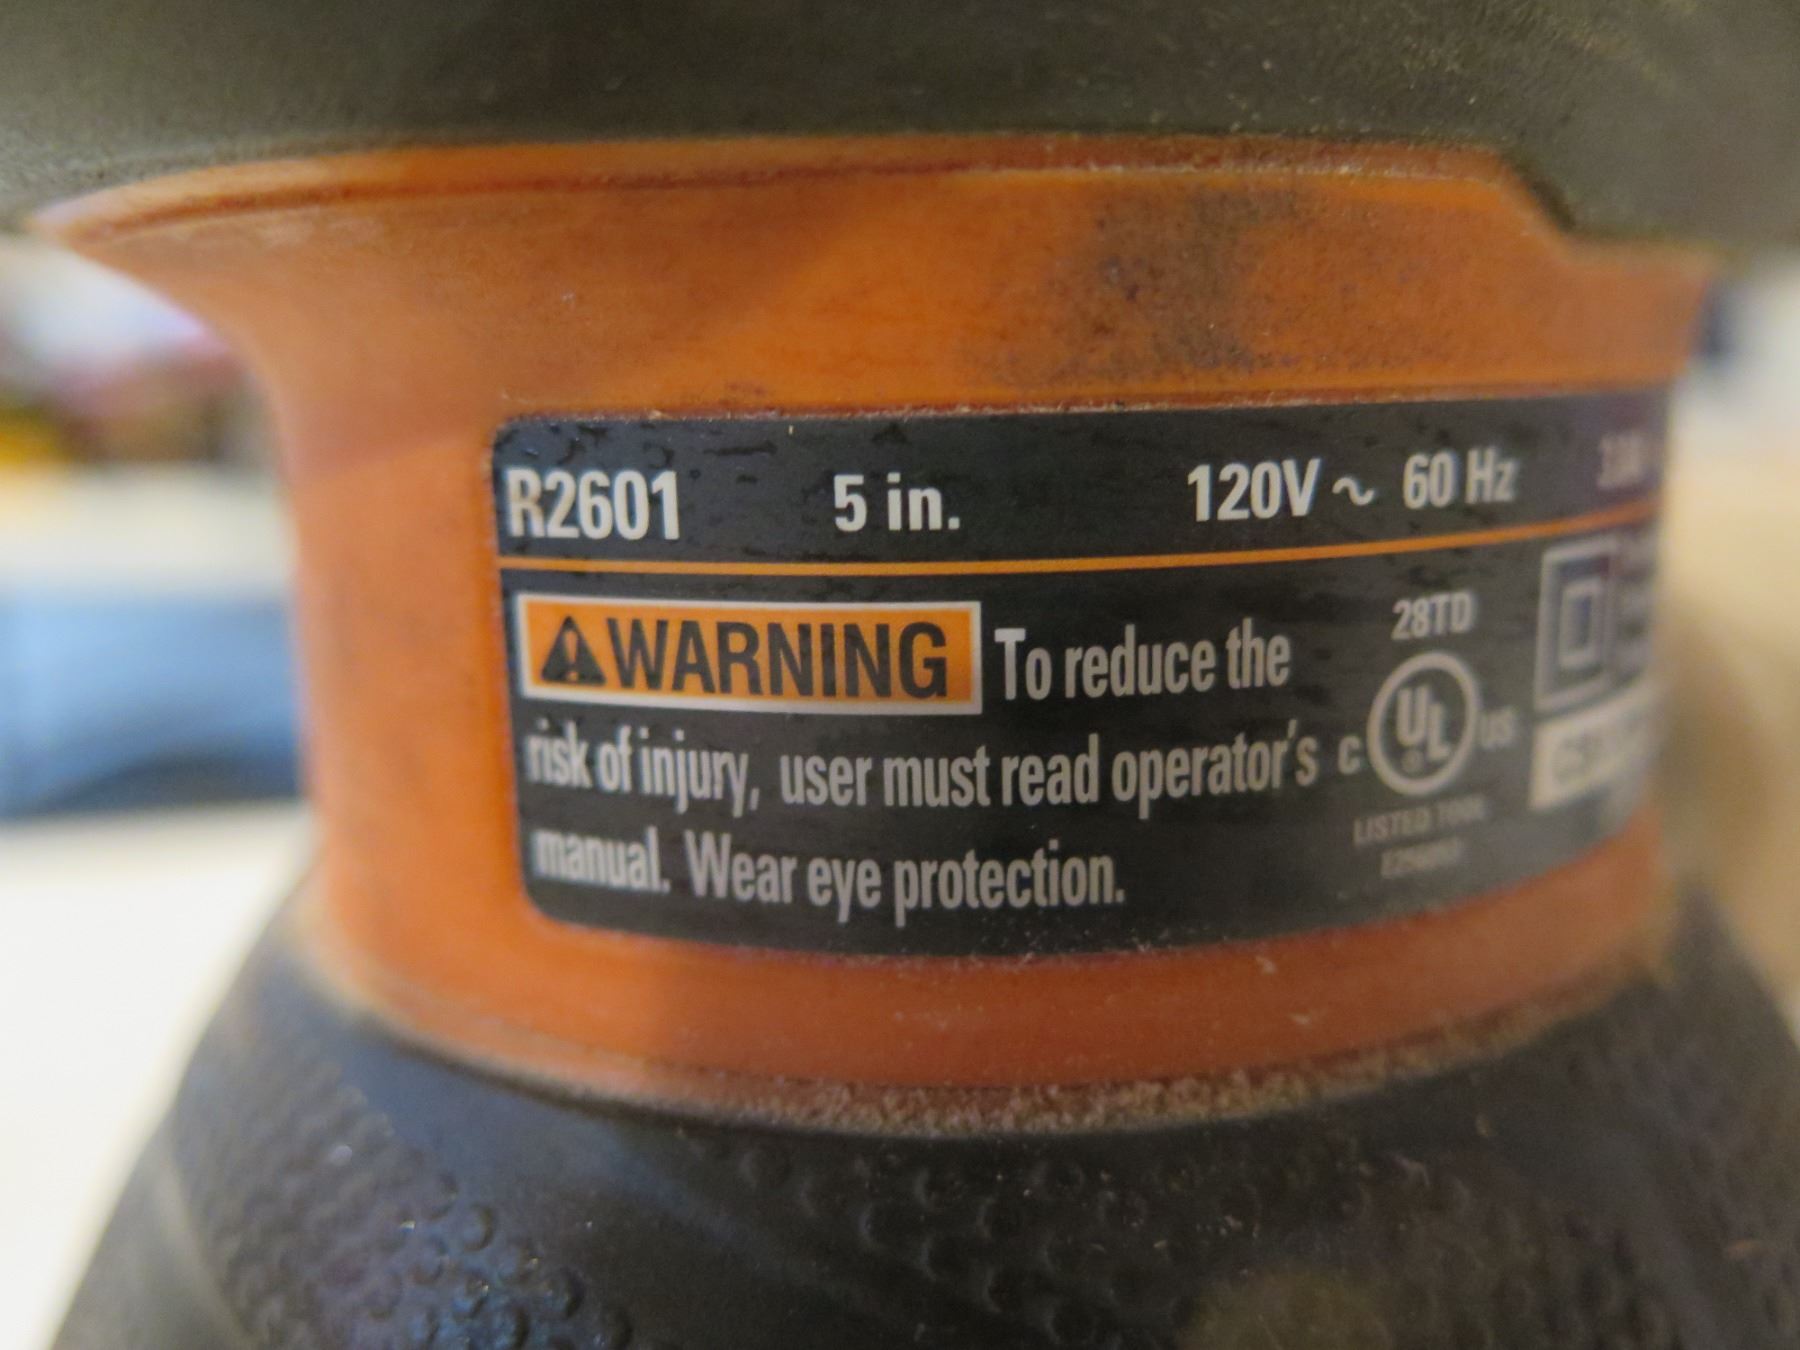 R2601 5 in. 120V ~ 60 Hz
WARNING To reduce the
risk of injury, user must read operator's
manual. Wear eye protection.
28TD
C UL US
LISTED TOOL